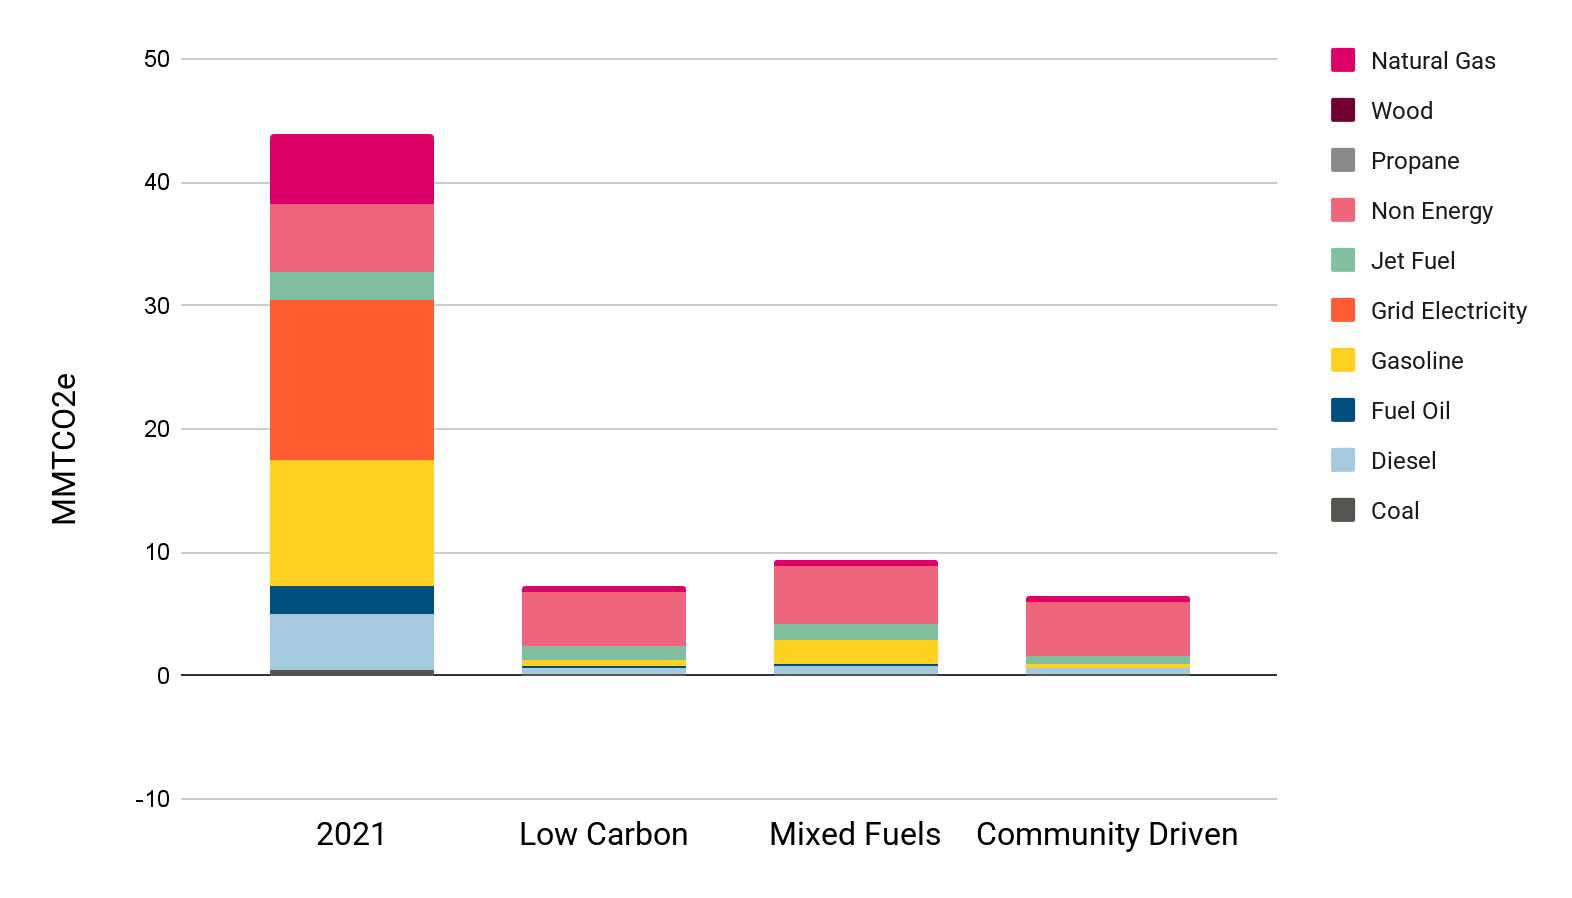 50
40
30
20
10
0
-10
MMTCO2e
2021
Low Carbon
Mixed Fuels
Community Driven
Natural Gas
Wood
Propane
Non Energy
Jet Fuel
Grid Electricity
Gasoline
Fuel Oil
Diesel
Coal